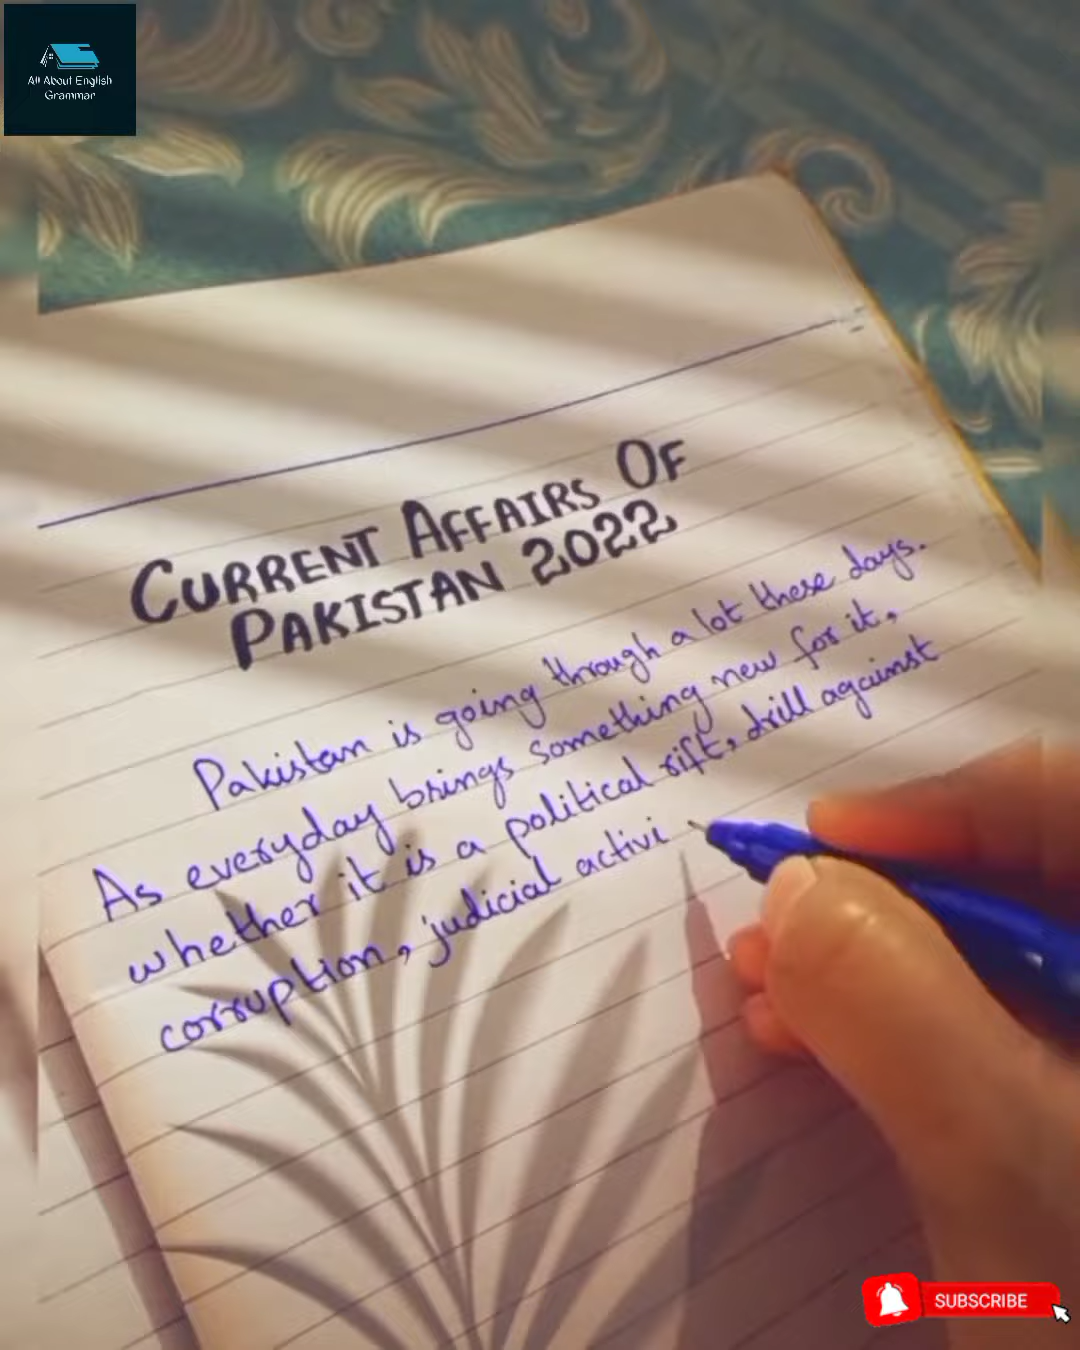 All About English
Grammar
CURRENT AFFAIRS OF
PAKISTAN 2022
Pakistan is going through a lot these days.
As everyday brings something new for it,
whether it is a political rift, drill against
corruption, judicial activi
SUBSCRIBE